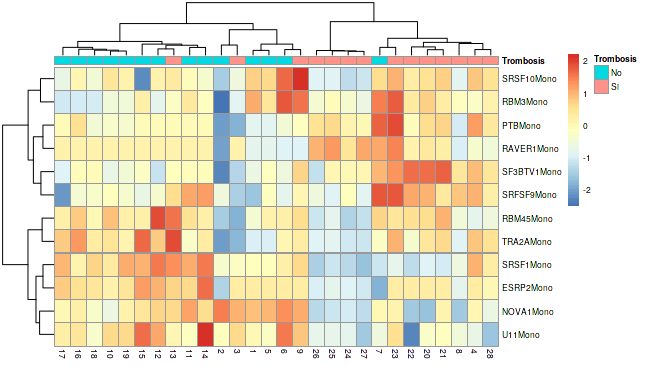 Trombosis
SRSF10Mono
RBM3Mono
PTBMono
RAVER1Mono
SF3BTV1Mono
SRFSF9Mono
RBM45Mono
TRA2AMono
SRSF1Mono
ESRP2Mono
NOVA1Mono
U11Mono
17 16 18 10 19 15 12 13 11 14 2 3 1 5 6 9 26 25 24 27 7 23 22 20 21 8 4 28
2
1
0
-1
-2
Trombosis
No
SI